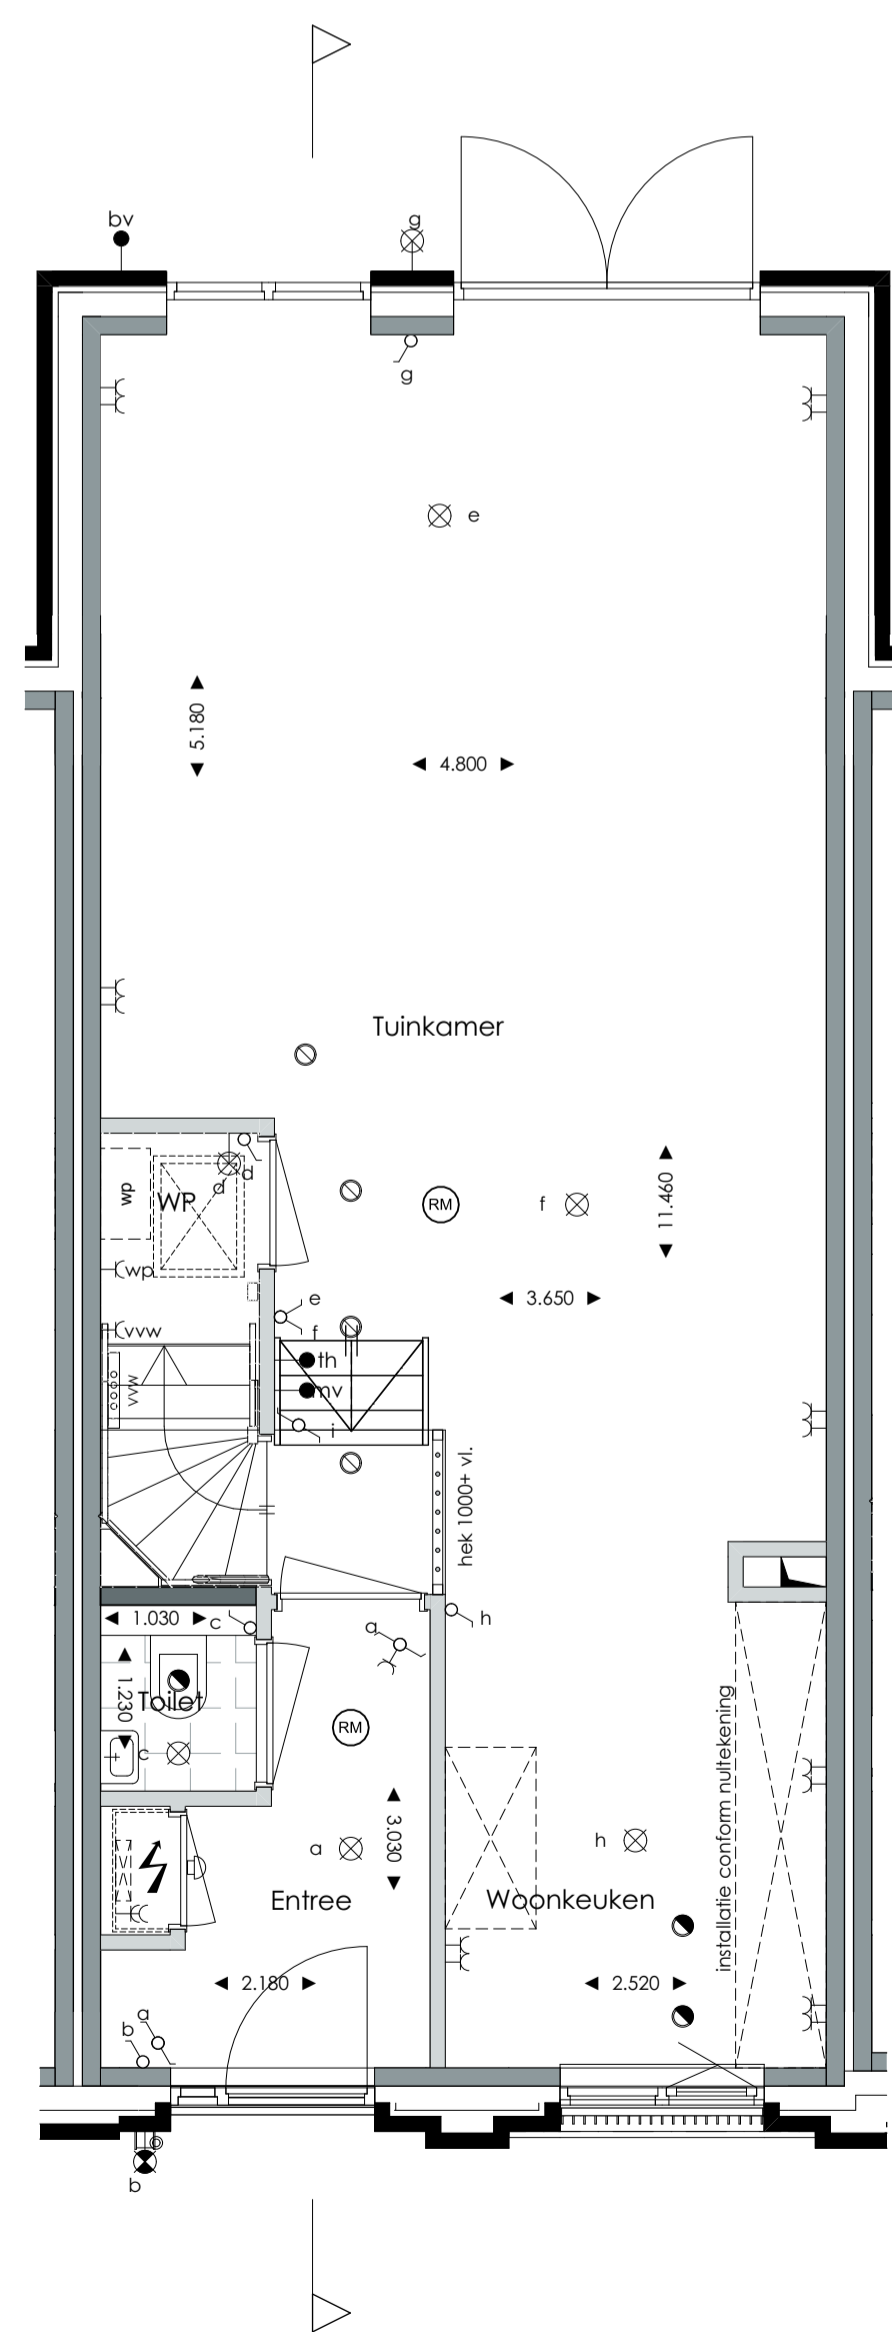 bv
g
g
e
5.180
4.800
Tuinkamer
d
d
wp
WP
RM
f
11.460
wp
3.650
e
f
vvw
th
mv
vvw
i
hek 1000+ vl.
1.030
c
h
a
1.230
Toilet
RM
c
installatie conform nultekening
3.030
a
h
Entree
Woonkeuken
2.180
2.520
a
b
b